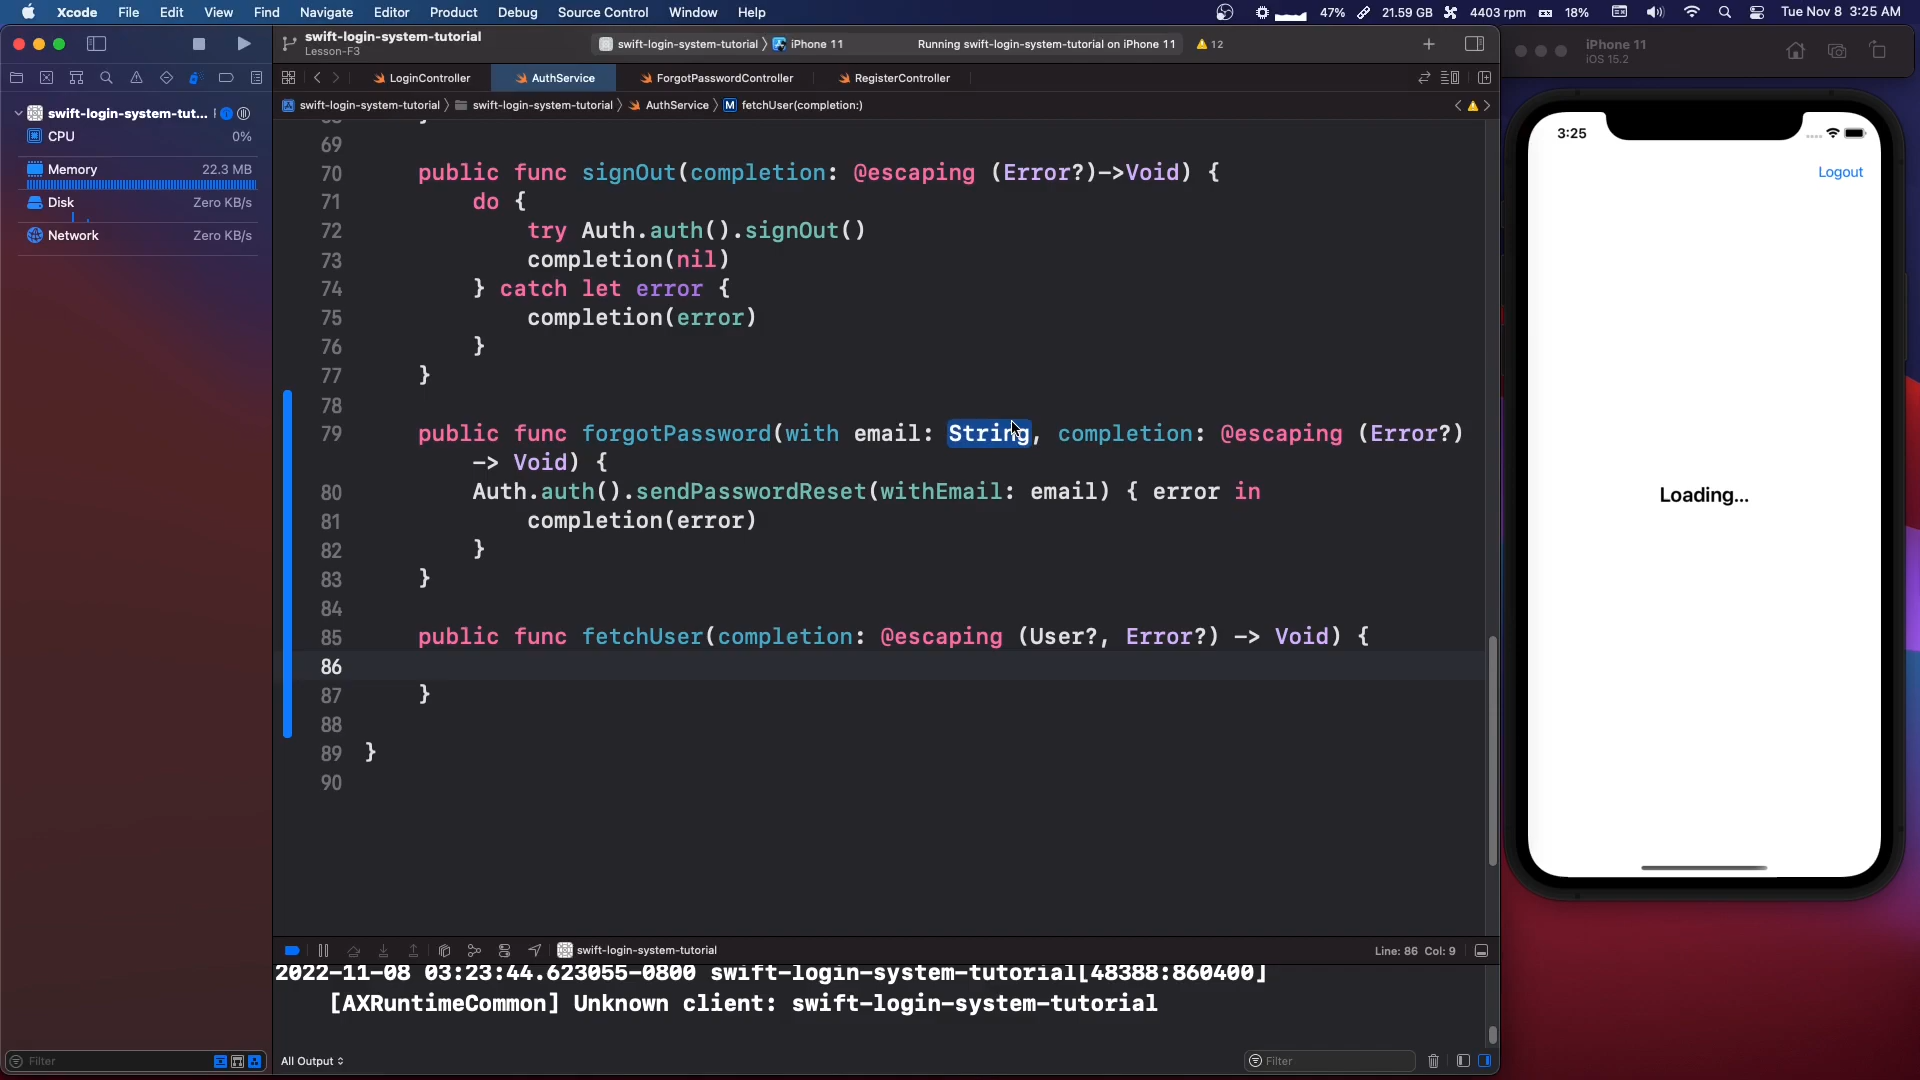 Xcode File Edit View Find Navigate Editor Product Debug Source Control Window Help 47% 21.59 GB 4403 rpm 18% Tue Nov 8 3:25 AM
swift-login-system-tutorial
Lesson-F3
swift-login-system-tutorial iPhone 11 Running swift-login-system-tutorial on iPhone 11 12
iPhone 11
iOS 15.2
LoginController AuthService ForgotPasswordController RegisterController
swift-login-system-tutorial swift-login-system-tutorial AuthService M fetchUser(completion:)
swift-login-system-tut...
CPU 0%
Memory 22.3 MB
Disk Zero KB/s
Network Zero KB/s
69
70 public func signOut(completion: @escaping (Error?)->Void) {
71 do {
72 try Auth.auth().signOut()
73 completion(nil)
74 } catch let error {
75 completion(error)
76 }
77 }
78
79 public func forgotPassword(with email: String, completion: @escaping (Error?)
-> Void) {
80 Auth.auth().sendPasswordReset(withEmail: email) { error in
81 completion(error)
82 }
83 }
84
85 public func fetchUser(completion: @escaping (User?, Error?) -> Void) {
86
87 }
88
89 }
90
3:25
Logout
Loading...
swift-login-system-tutorial Line: 86 Col: 9
2022-11-08 03:23:44.623055-0800 swift-login-system-tutorial[48388:860400]
[AXRuntimeCommon] Unknown client: swift-login-system-tutorial
Filter All Output Filter